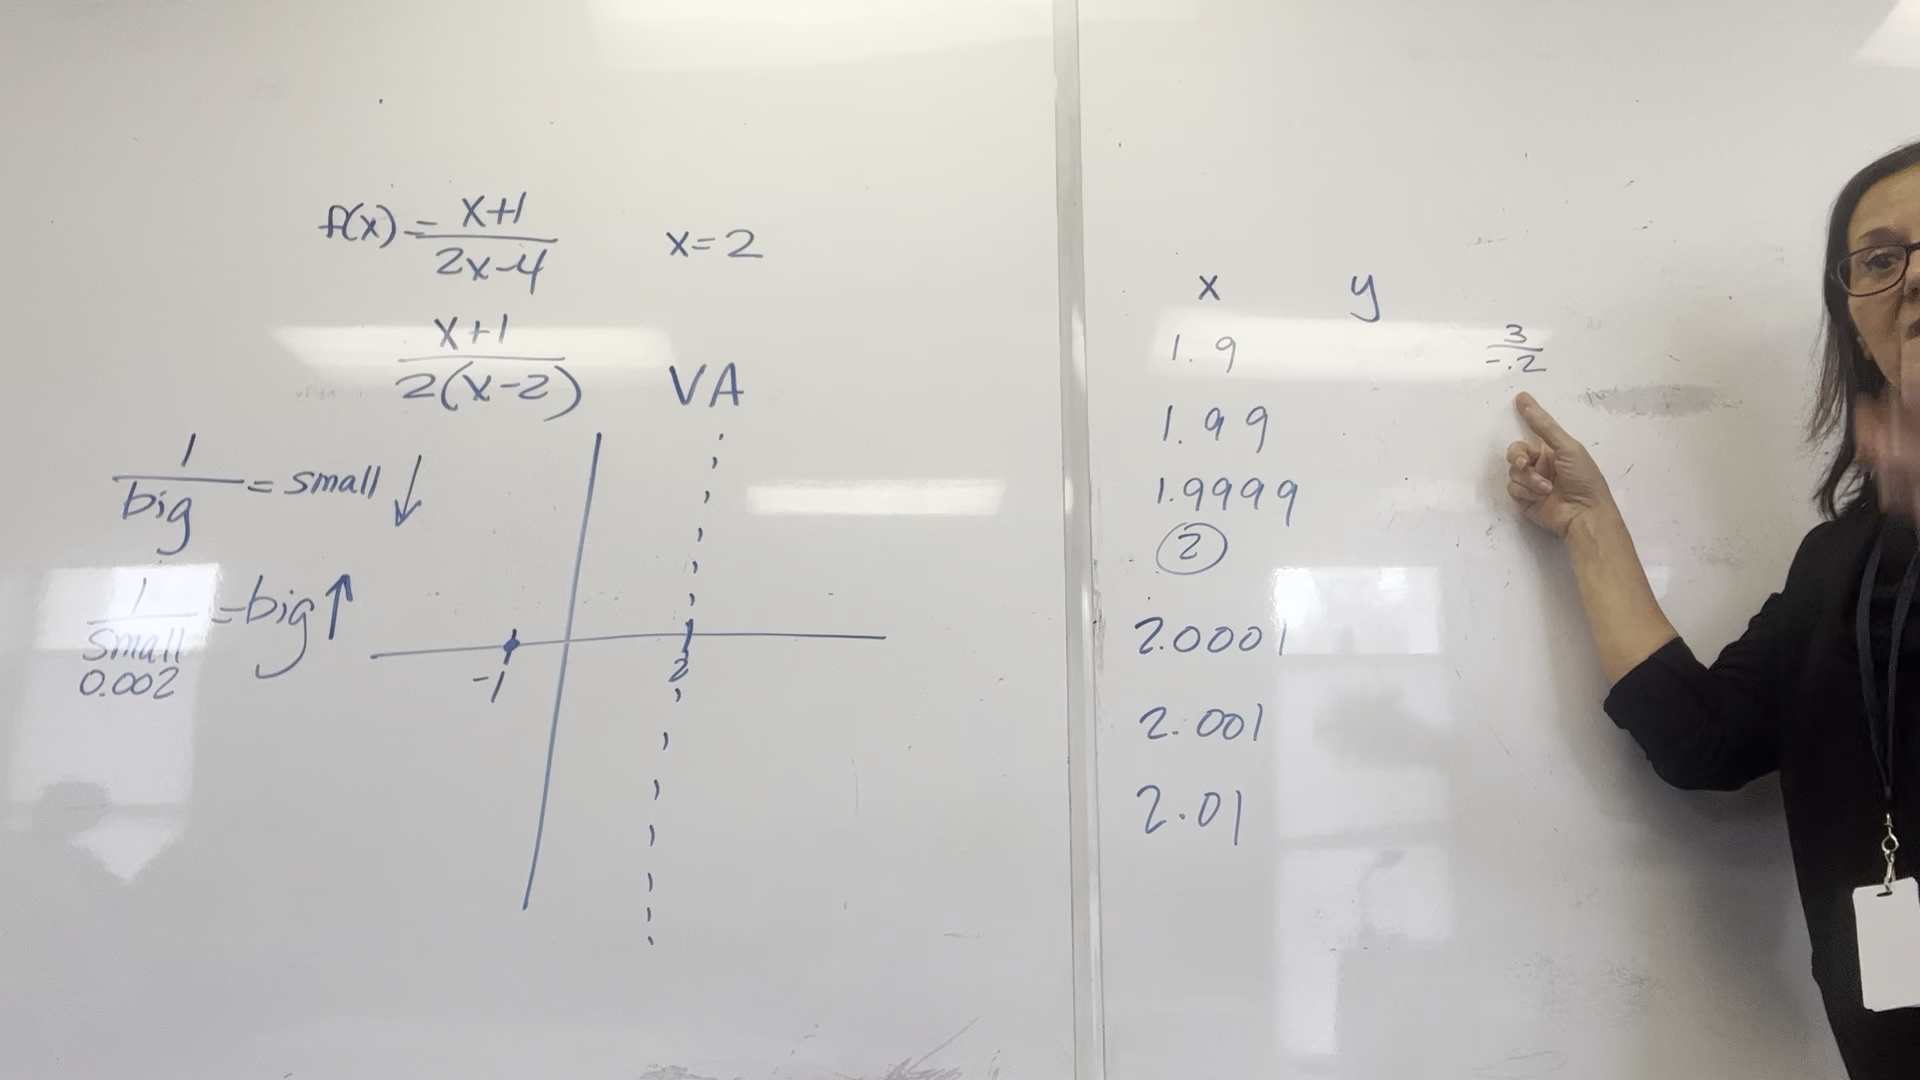 f(x) = x+1 / 2x-4
x=2
x+1 / 2(x-2)
VA
1 / big = small ↓
1 / small = big ↑
0.002
-1
2
x y
1.9 3 / -.2
1.99
1.9999
2
2.0001
2.001
2.01